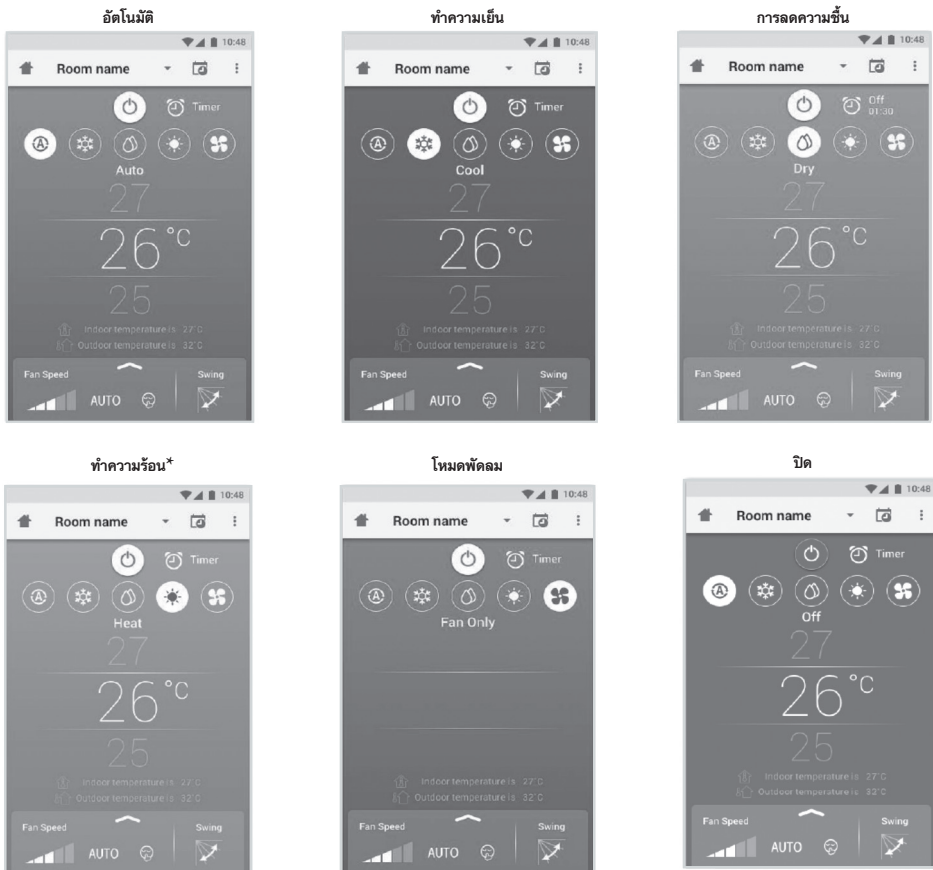 อัตโนมัติ
10:48
Room name
Timer
Auto
27
26°C
25
Indoor temperature is 27°C
Outdoor temperature is 32°C
Fan Speed
Swing
AUTO
ทำความเย็น
10:48
Room name
Timer
Cool
27
26°C
25
Indoor temperature is 27°C
Outdoor temperature is 32°C
Fan Speed
Swing
AUTO
การลดความชื้น
10:48
Room name
Off
01:30
Dry
27
26°C
25
Indoor temperature is 27°C
Outdoor temperature is 32°C
Fan Speed
Swing
AUTO
ทำความร้อน*
10:48
Room name
Timer
Heat
27
26°C
25
Indoor temperature is 27°C
Outdoor temperature is 32°C
Fan Speed
Swing
AUTO
โหมดพัดลม
10:48
Room name
Timer
Fan Only
Indoor temperature is 27°C
Outdoor temperature is 32°C
Fan Speed
Swing
AUTO
ปิด
10:48
Room name
Timer
Off
27
26°C
25
Indoor temperature is 27°C
Outdoor temperature is 32°C
Fan Speed
Swing
AUTO